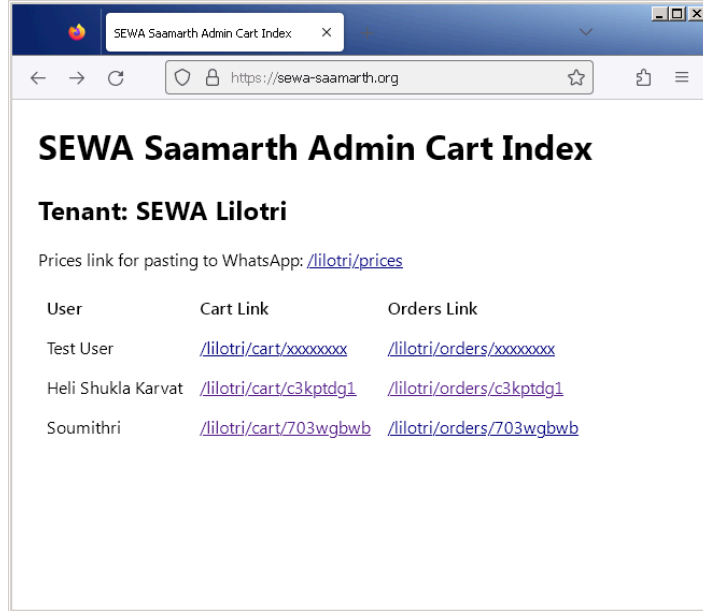 SEWA Saamarth Admin Cart Index
https://sewa-saamarth.org
SEWA Saamarth Admin Cart Index
Tenant: SEWA Lilotri
Prices link for pasting to WhatsApp: /lilotri/prices
User Cart Link Orders Link
Test User /lilotri/cart/xxxxxxxx /lilotri/orders/xxxxxxxx
Heli Shukla Karvat /lilotri/cart/c3kptdg1 /lilotri/orders/c3kptdg1
Soumithri /lilotri/cart/703wgbwb /lilotri/orders/703wgbwb